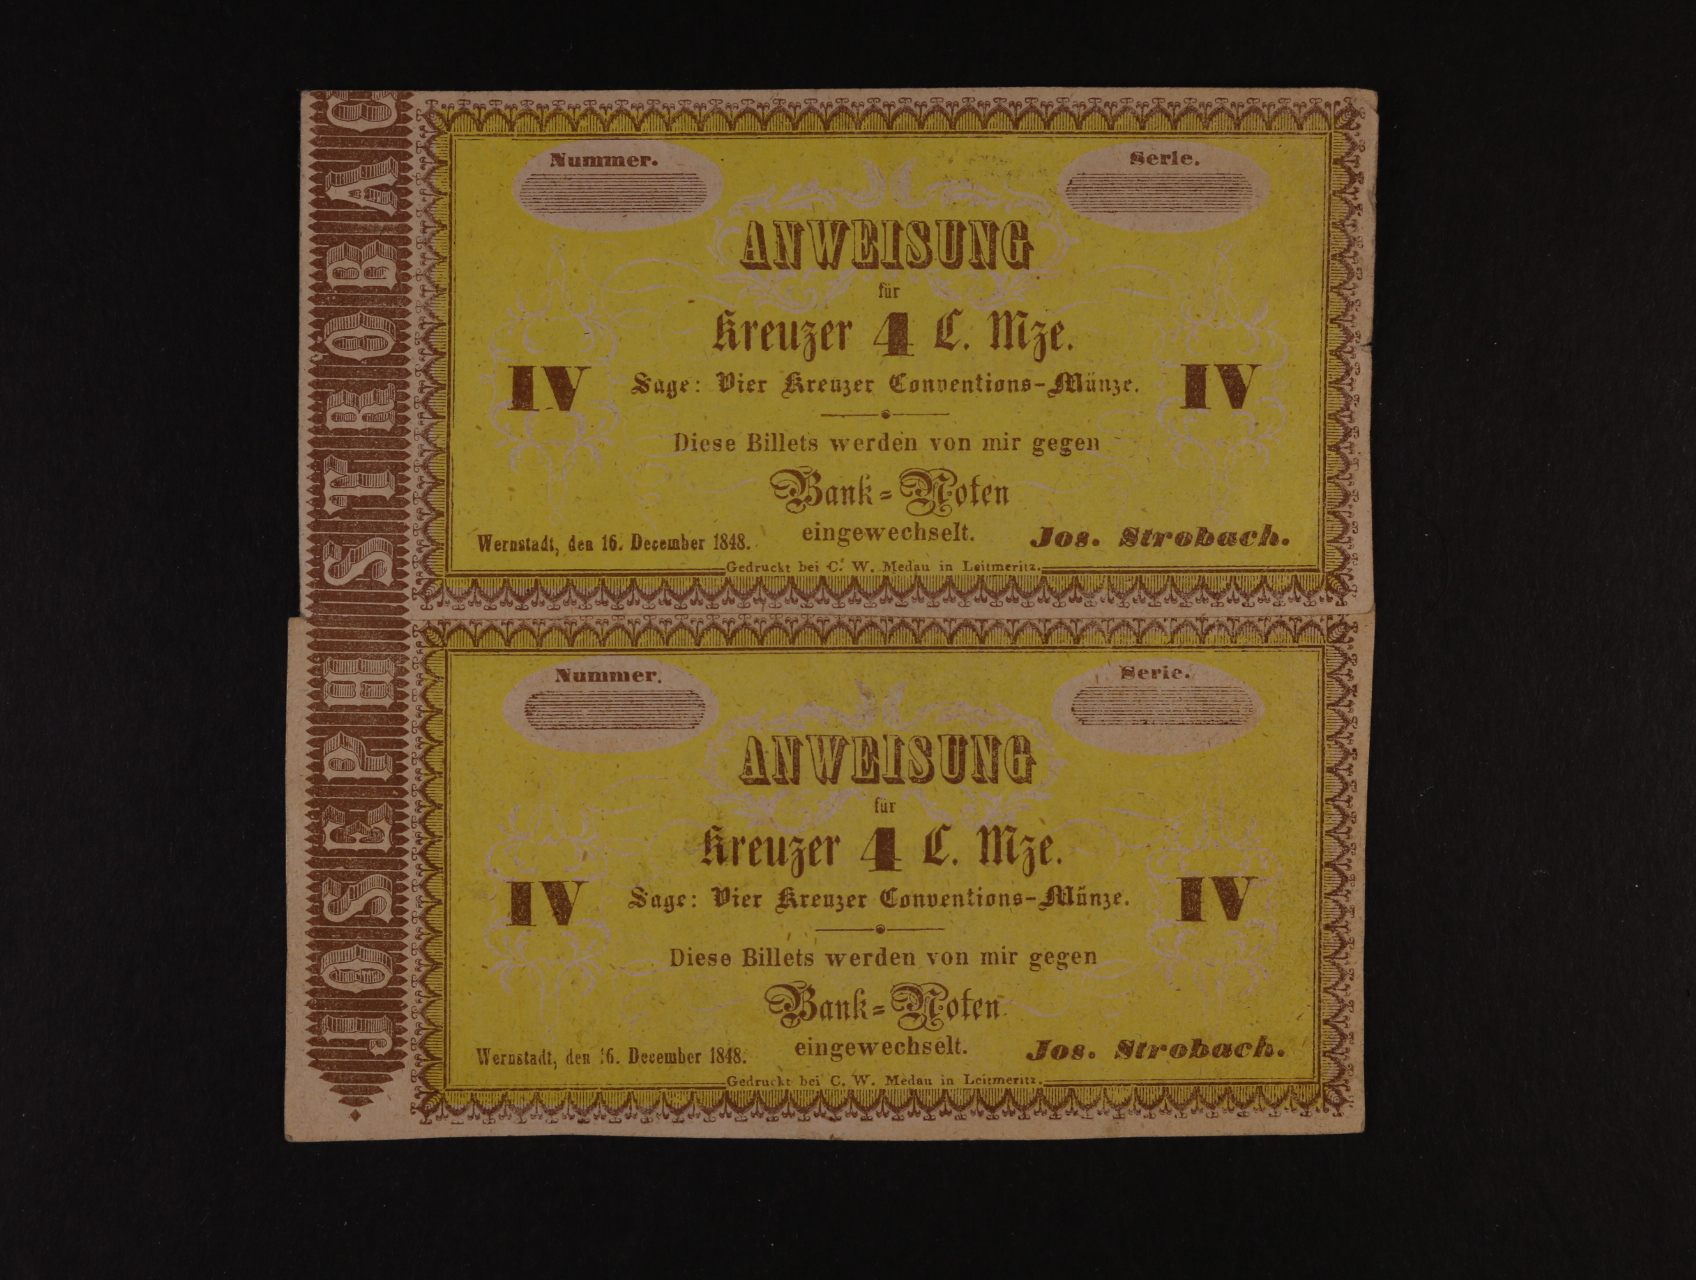 JOSEPH STROBAC
Nummer.
Serie.
ANWEISUNG
für
Kreuzer 4 C. Mze.
IV
IV
Sage: Vier Kreuzer Conventions-Münze.
Diese Billets werden von mir gegen
Bank=Noten
eingewechselt.
Wernstadt, den 16. December 1848.
Jos. Strobach.
Gedruckt bei C. W. Medau in Leitmeritz.
Nummer.
Serie.
ANWEISUNG
für
Kreuzer 4 C. Mze.
IV
IV
Sage: Vier Kreuzer Conventions-Münze.
Diese Billets werden von mir gegen
Bank=Noten
eingewechselt.
Wernstadt, den 16. December 1848.
Jos. Strobach.
Gedruckt bei C. W. Medau in Leitmeritz.